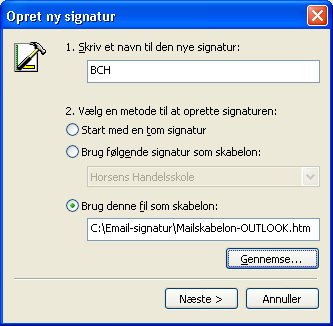 Opret ny signatur
1. Skriv et navn til den nye signatur:
BCH
2. Vælg en metode til at oprette signaturen:
Start med en tom signatur
Brug følgende signatur som skabelon:
Horsens Handelsskole
Brug denne fil som skabelon:
C:\Email-signatur\Mailskabelon-OUTLOOK.htm
Gennemse...
Næste >
Annuller